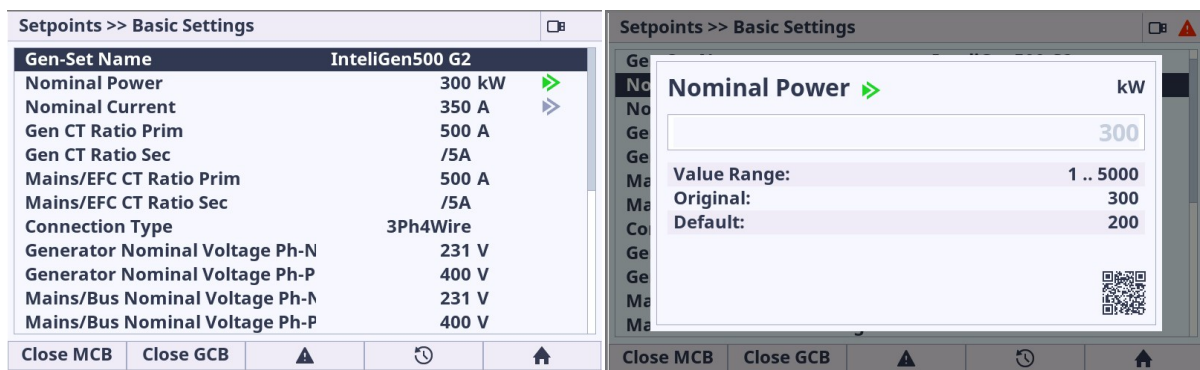 Setpoints >> Basic Settings
Gen-Set Name InteliGen500 G2
Nominal Power 300 kW
Nominal Current 350 A
Gen CT Ratio Prim 500 A
Gen CT Ratio Sec /5A
Mains/EFC CT Ratio Prim 500 A
Mains/EFC CT Ratio Sec /5A
Connection Type 3Ph4Wire
Generator Nominal Voltage Ph-N 231 V
Generator Nominal Voltage Ph-P 400 V
Mains/Bus Nominal Voltage Ph-N 231 V
Mains/Bus Nominal Voltage Ph-P 400 V
Close MCB Close GCB
Setpoints >> Basic Settings
Nominal Power kW
300
Value Range: 1 .. 5000
Original: 300
Default: 200
Close MCB Close GCB